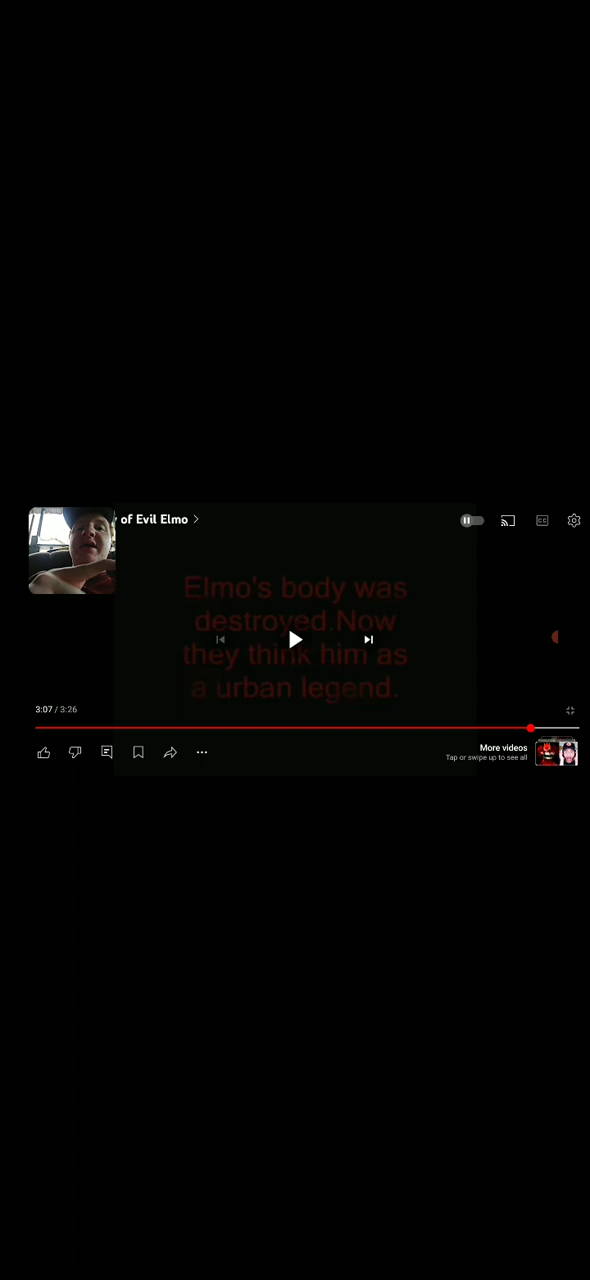 of Evil Elmo
CC
Elmo's body was
destroyed.Now
they think him as
a urban legend.
3:07 / 3:26
More videos
Tap or swipe up to see all